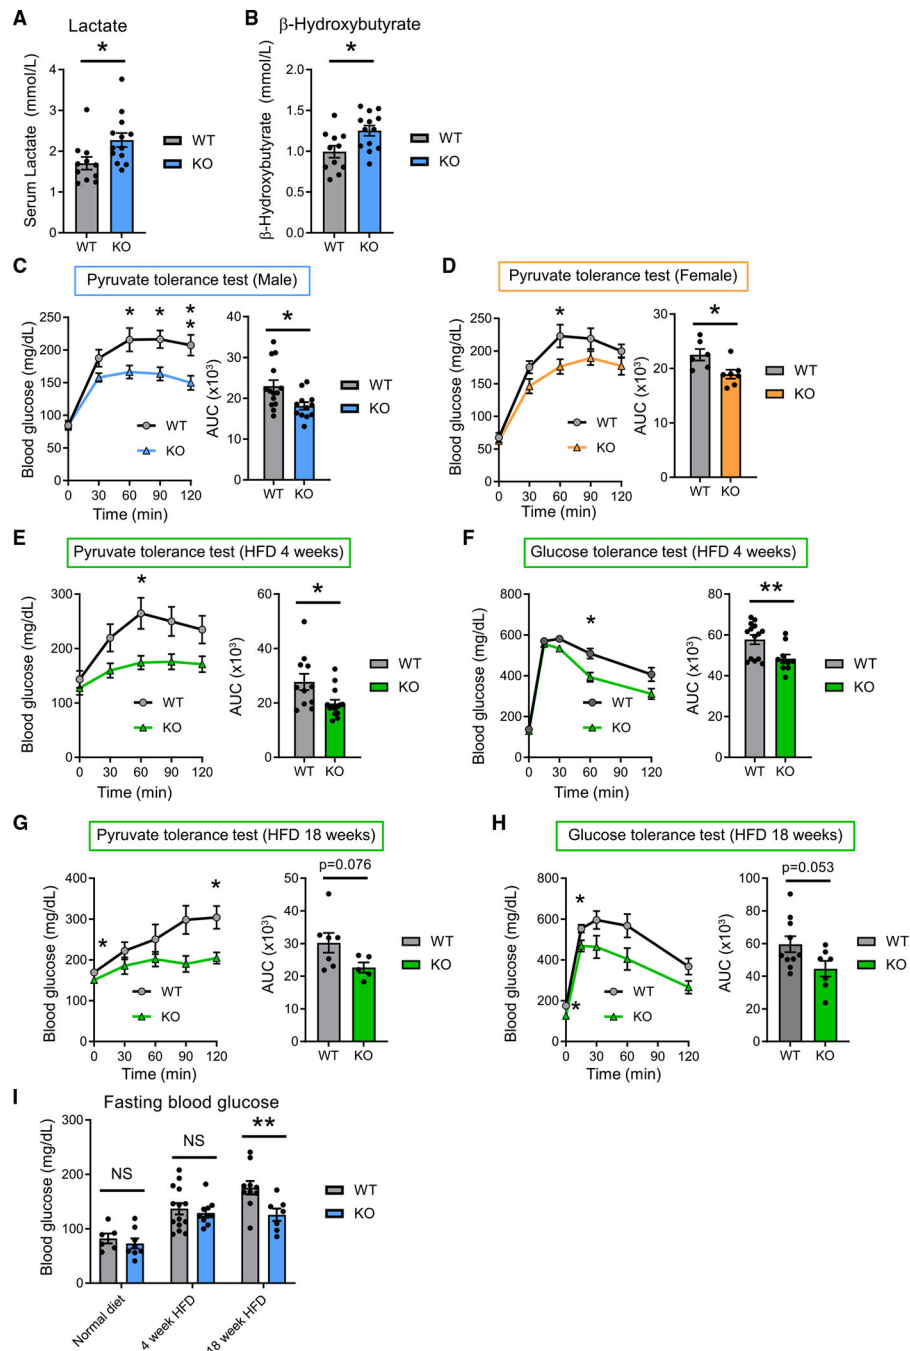 A
Lactate
*
Serum Lactate (mmol/L)
4
3
2
1
0
WT
KO
WT
KO
B
β-Hydroxybutyrate
*
β-Hydroxybutyrate (mmol/L)
2.0
1.5
1.0
0.5
0.0
WT
KO
WT
KO
C
Pyruvate tolerance test (Male)
* * * *
Blood glucose (mg/dL)
250
200
150
100
50
0
WT
KO
0 30 60 90 120
Time (min)
*
AUC (x10³)
40
30
20
10
0
WT KO
WT
KO
D
Pyruvate tolerance test (Female)
*
Blood glucose (mg/dL)
250
200
150
100
50
0
WT
KO
0 30 60 90 120
Time (min)
*
AUC (x10³)
30
20
10
0
WT KO
WT
KO
E
Pyruvate tolerance test (HFD 4 weeks)
*
Blood glucose (mg/dL)
300
200
100
0
WT
KO
0 30 60 90 120
Time (min)
*
AUC (x10³)
60
40
20
0
WT KO
WT
KO
F
Glucose tolerance test (HFD 4 weeks)
*
Blood glucose (mg/dL)
800
600
400
200
0
WT
KO
0 30 60 90 120
Time (min)
**
AUC (x10³)
80
60
40
20
0
WT KO
WT
KO
G
Pyruvate tolerance test (HFD 18 weeks)
* *
Blood glucose (mg/dL)
400
300
200
100
0
WT
KO
0 30 60 90 120
Time (min)
p=0.076
AUC (x10³)
50
40
30
20
10
0
WT KO
WT
KO
H
Glucose tolerance test (HFD 18 weeks)
* *
Blood glucose (mg/dL)
800
600
400
200
0
WT
KO
0 30 60 90 120
Time (min)
p=0.053
AUC (x10³)
100
80
60
40
20
0
WT KO
WT
KO
I
Fasting blood glucose
NS
NS
**
Blood glucose (mg/dL)
300
200
100
0
Normal diet
4 week HFD
18 week HFD
WT
KO